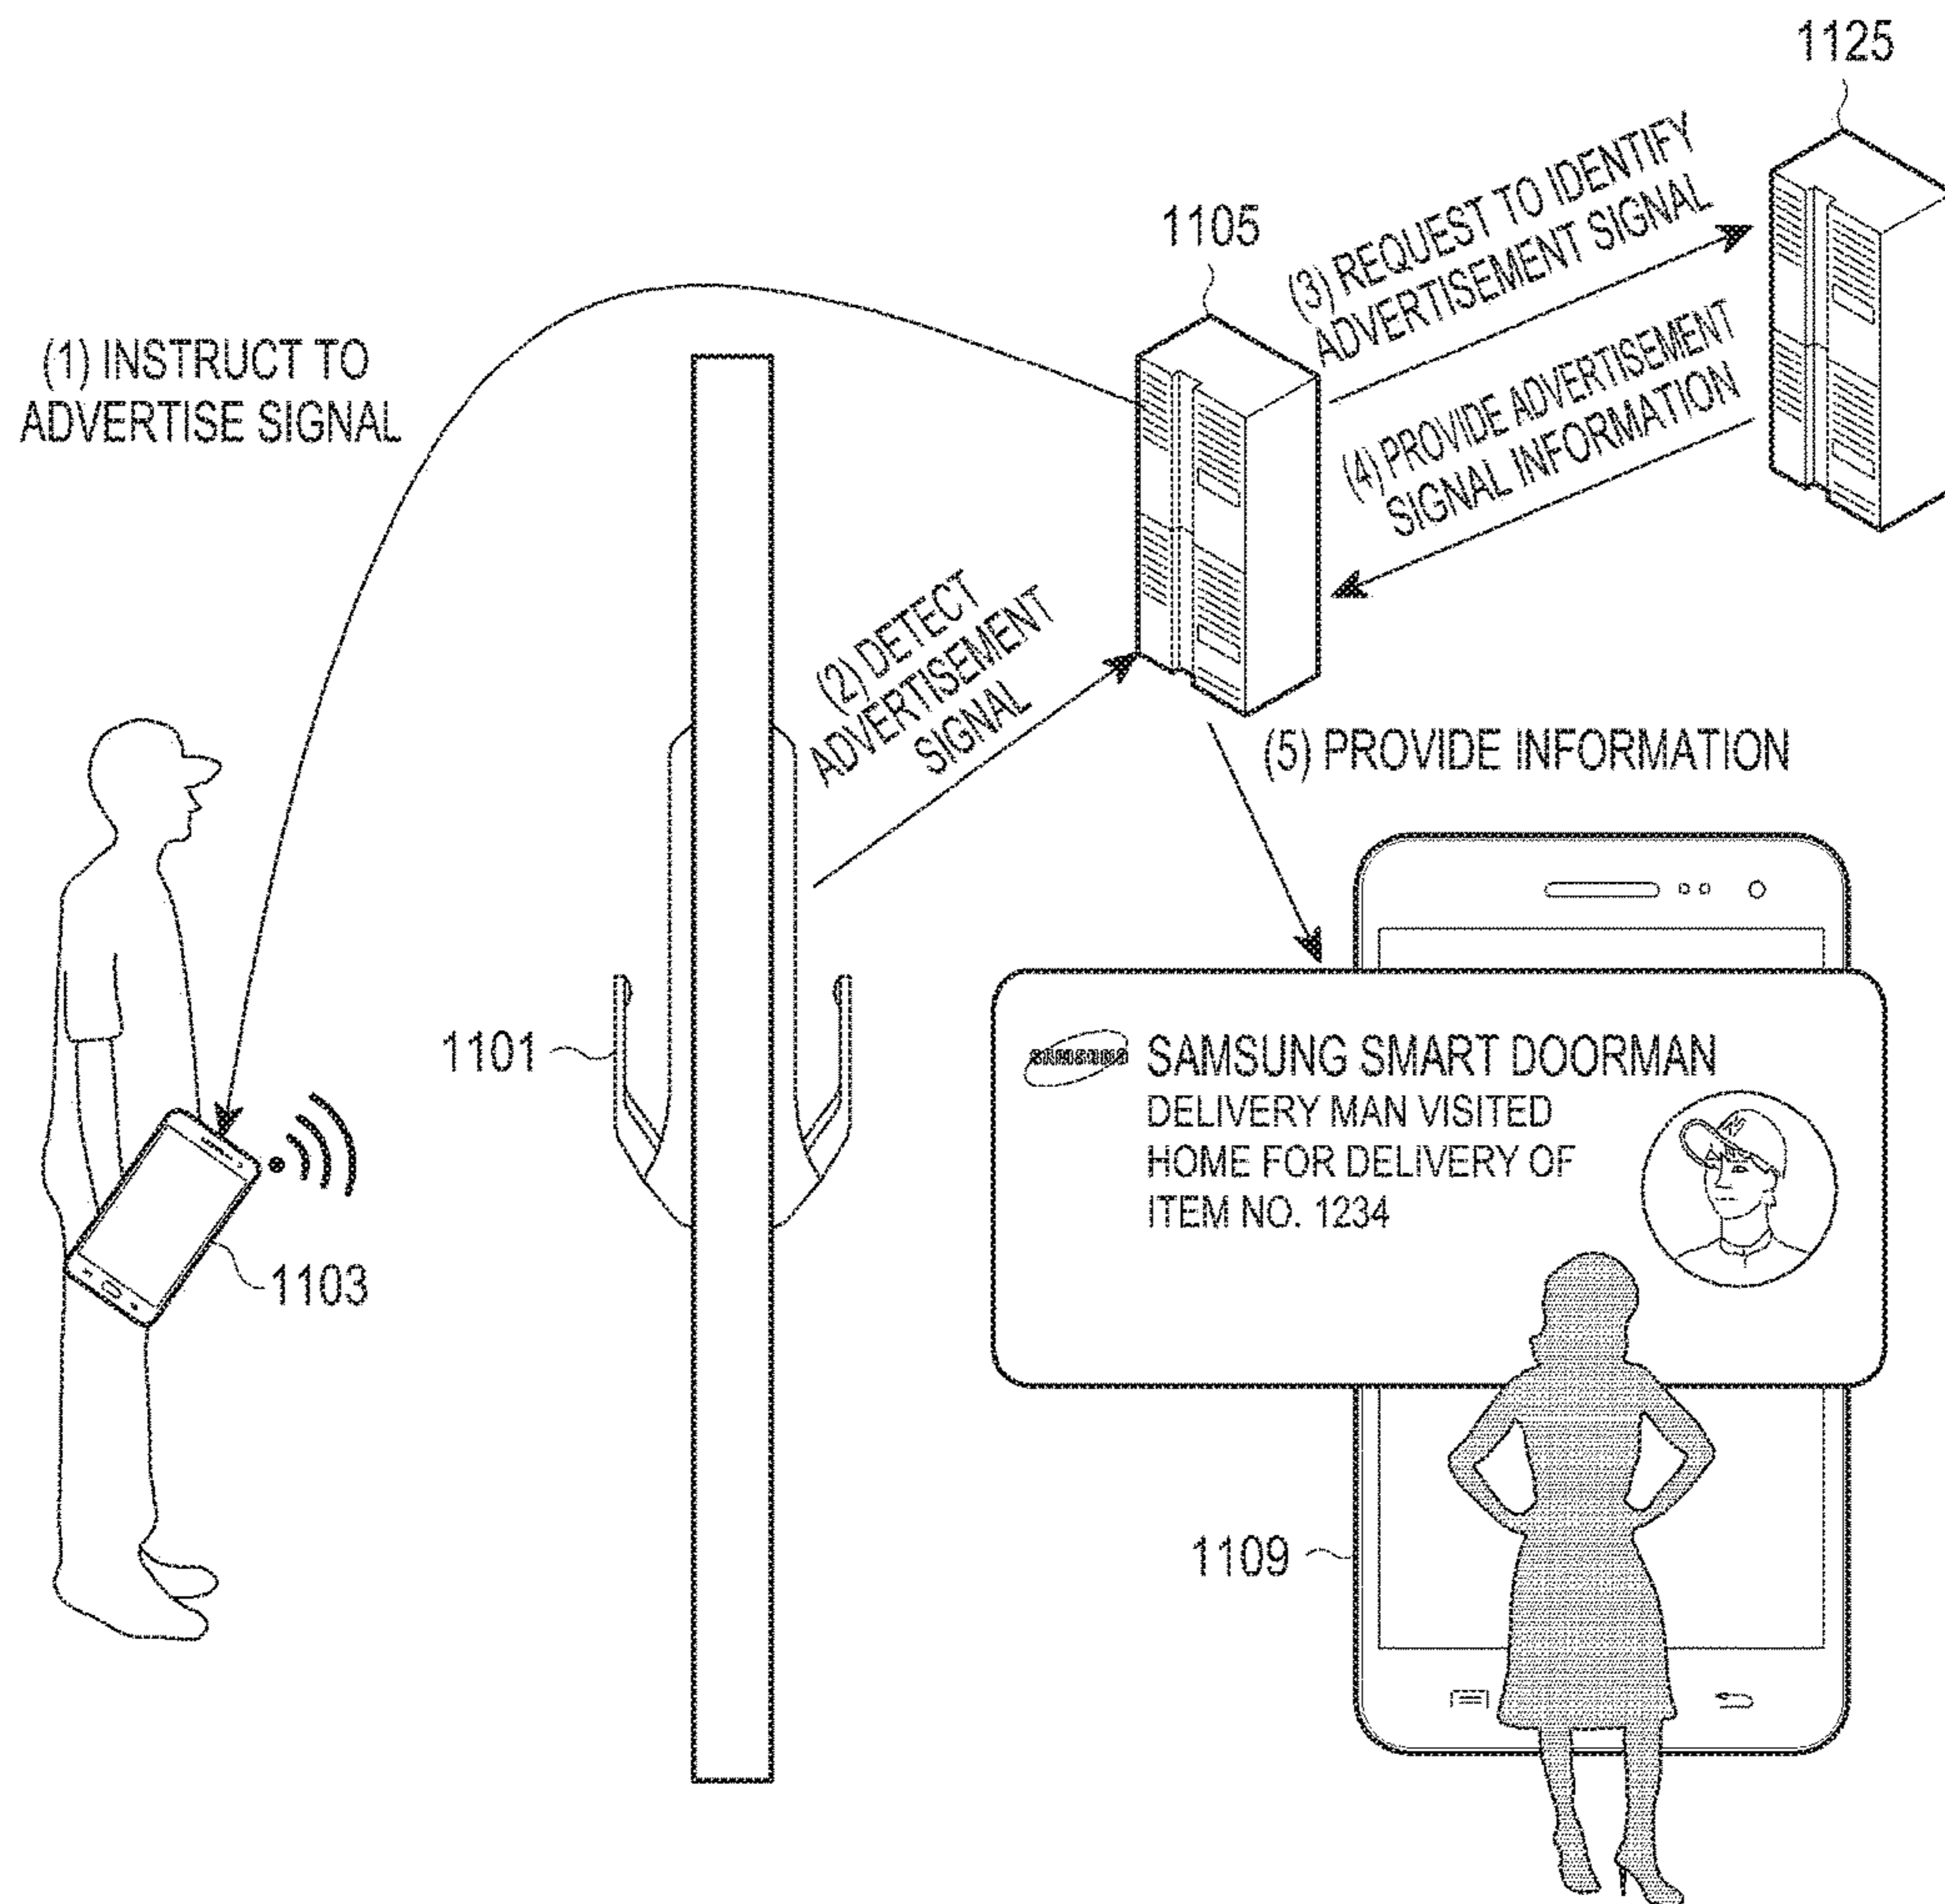 1125
1105
(3) REQUEST TO IDENTIFY
ADVERTISEMENT SIGNAL
(4) PROVIDE ADVERTISEMENT
SIGNAL INFORMATION
(1) INSTRUCT TO
ADVERTISE SIGNAL
(2) DETECT
ADVERTISEMENT
SIGNAL
(5) PROVIDE INFORMATION
1101
SAMSUNG
SAMSUNG SMART DOORMAN
DELIVERY MAN VISITED
HOME FOR DELIVERY OF
ITEM NO. 1234
1103
1109